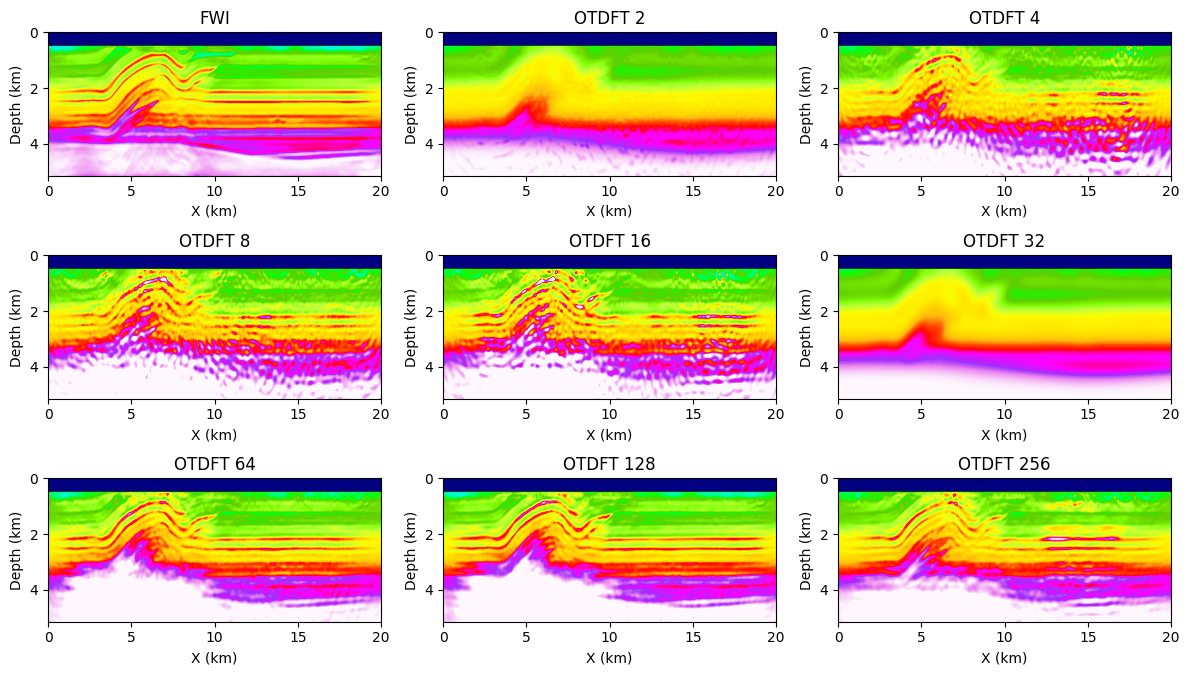 FWI OTDFT 2 OTDFT 4
0 0 0
2 2 2
4 4 4
Depth (km) Depth (km) Depth (km)
0 5 10 15 20 0 5 10 15 20 0 5 10 15 20
X (km) X (km) X (km)
OTDFT 8 OTDFT 16 OTDFT 32
0 0 0
2 2 2
4 4 4
Depth (km) Depth (km) Depth (km)
0 5 10 15 20 0 5 10 15 20 0 5 10 15 20
X (km) X (km) X (km)
OTDFT 64 OTDFT 128 OTDFT 256
0 0 0
2 2 2
4 4 4
Depth (km) Depth (km) Depth (km)
0 5 10 15 20 0 5 10 15 20 0 5 10 15 20
X (km) X (km) X (km)